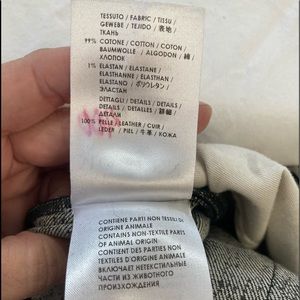 TESSUTO / FABRIC / TISSU /
GEWEBE / TEJIDO / 表地 /
ТКАНЬ
99% COTONE / COTTON / COTON /
BAUMWOLLE / ALGODON / 綿 /
ХЛОПОК
1% ELASTAN / ELASTANE /
ELASTHANNE / ELASTHAN /
ELASTANO / ポリウレタン /
ЭЛАСТАН
DETTAGLI / DETAILS / DETAILS /
DETAILS / DETALLES /
ДЕТАЛИ
100% PELLE / LEATHER / CUIR /
LEDER / PIEL / 牛革 / КОЖА
CONTIENE PARTI NON TESSILI DI
ORIGINE ANIMALE
CONTAINS NON-TEXTILE PARTS
OF ANIMAL ORIGIN
CONTIENT DES PARTIES NON
TEXTILES D'ORIGINE ANIMALE
ВКЛЮЧАЕТ НЕТЕКСТИЛЬНЫЕ
ЧАСТИ ИЗ ЖИВОТНОГО
ПРОИСХОЖДЕНИЯ